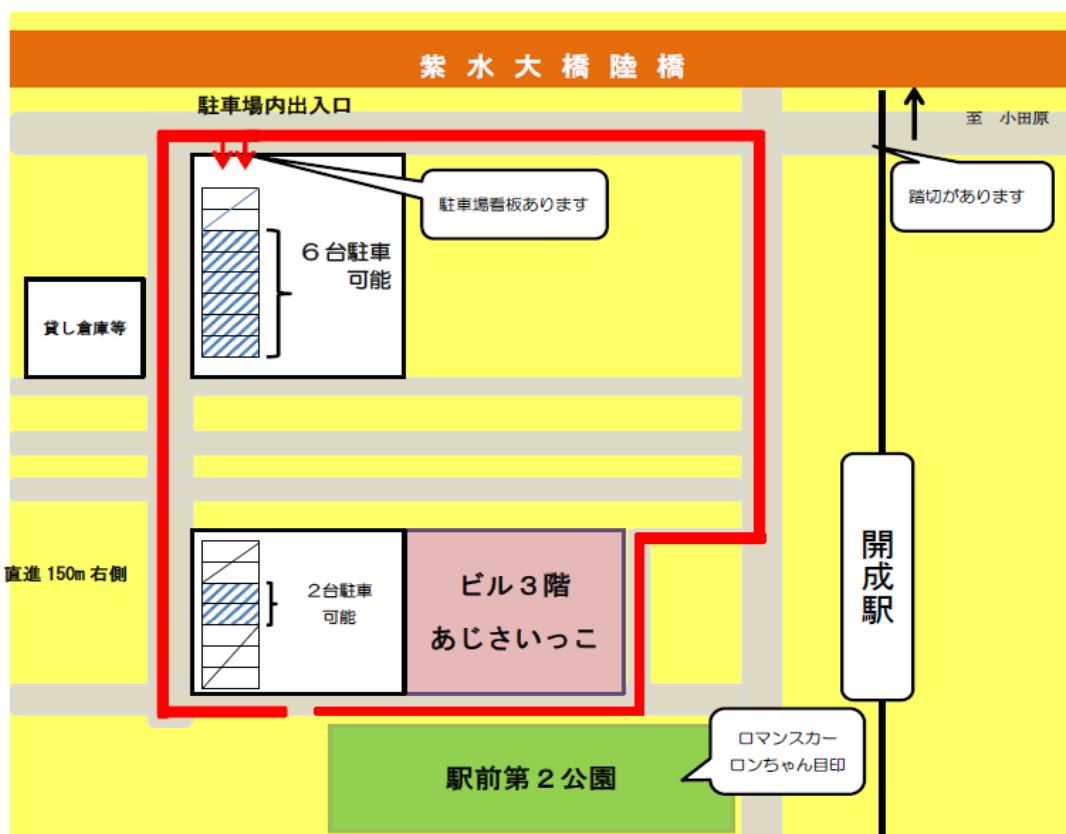 紫水大橋陸橋
駐車場内出入口
至 小田原
駐車場看板あります
踏切があります
6台駐車
可能
貸し倉庫等
直進150m右側
2台駐車
可能
ビル3階
あじさいっこ
開成駅
ロマンスカー
ロンちゃん目印
駅前第2公園